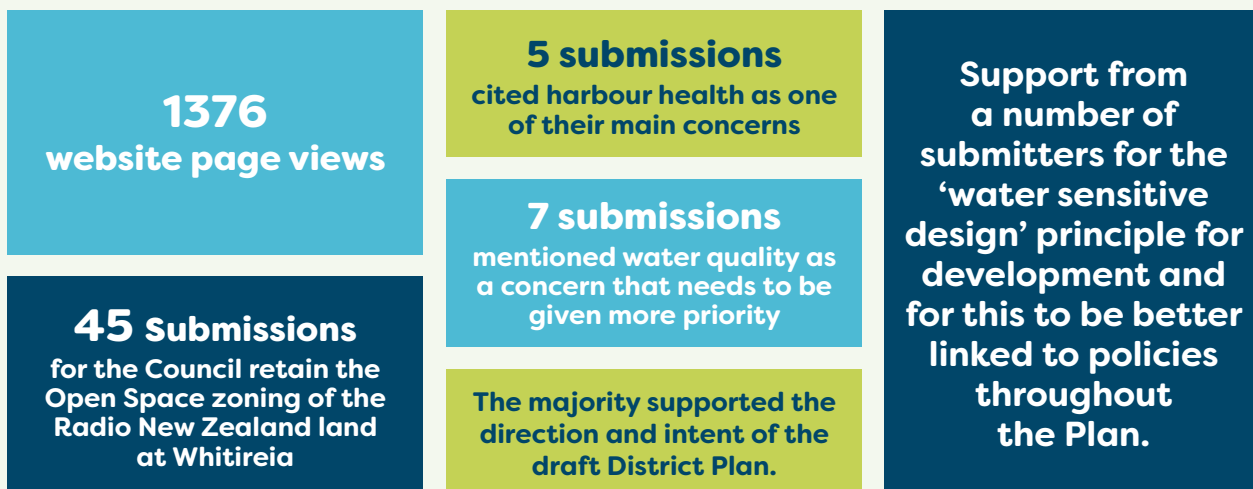 1376
website page views
45 Submissions
for the Council retain the
Open Space zoning of the
Radio New Zealand land
at Whitireia
5 submissions
cited harbour health as one
of their main concerns
7 submissions
mentioned water quality as
a concern that needs to be
given more priority
The majority supported the
direction and intent of the
draft District Plan.
Support from
a number of
submitters for the
‘water sensitive
design’ principle for
development and
for this to be better
linked to policies
throughout
the Plan.